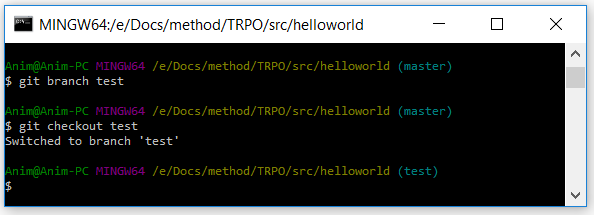 MINGW64:/e/Docs/method/TRPO/src/helloworld
Anim@Anim-PC MINGW64 /e/Docs/method/TRPO/src/helloworld (master)
$ git branch test
Anim@Anim-PC MINGW64 /e/Docs/method/TRPO/src/helloworld (master)
$ git checkout test
Switched to branch 'test'
Anim@Anim-PC MINGW64 /e/Docs/method/TRPO/src/helloworld (test)
$